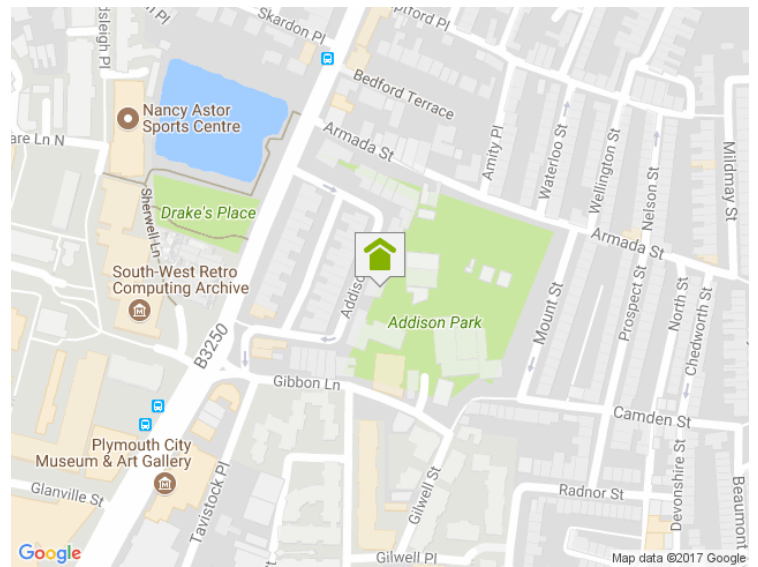 Skardon Pl
Bedford Terrace
Nancy Astor
Sports Centre
are Ln N
Armada St
Amity Pl
Waterloo St
Wellington St
Nelson St
Mildmay St
Drake's Place
Sherwell Ln
Armada St
South-West Retro
Computing Archive
Addison Park
Mount St
Prospect St
North St
Chedworth St
B3250
Gibbon Ln
Camden St
Plymouth City
Museum & Art Gallery
Glanville St
Tavistock Pl
Gilwell St
Radnor St
Devonshire St
Beaumont
Gilwell Pl
Google
Map data ©2017 Google